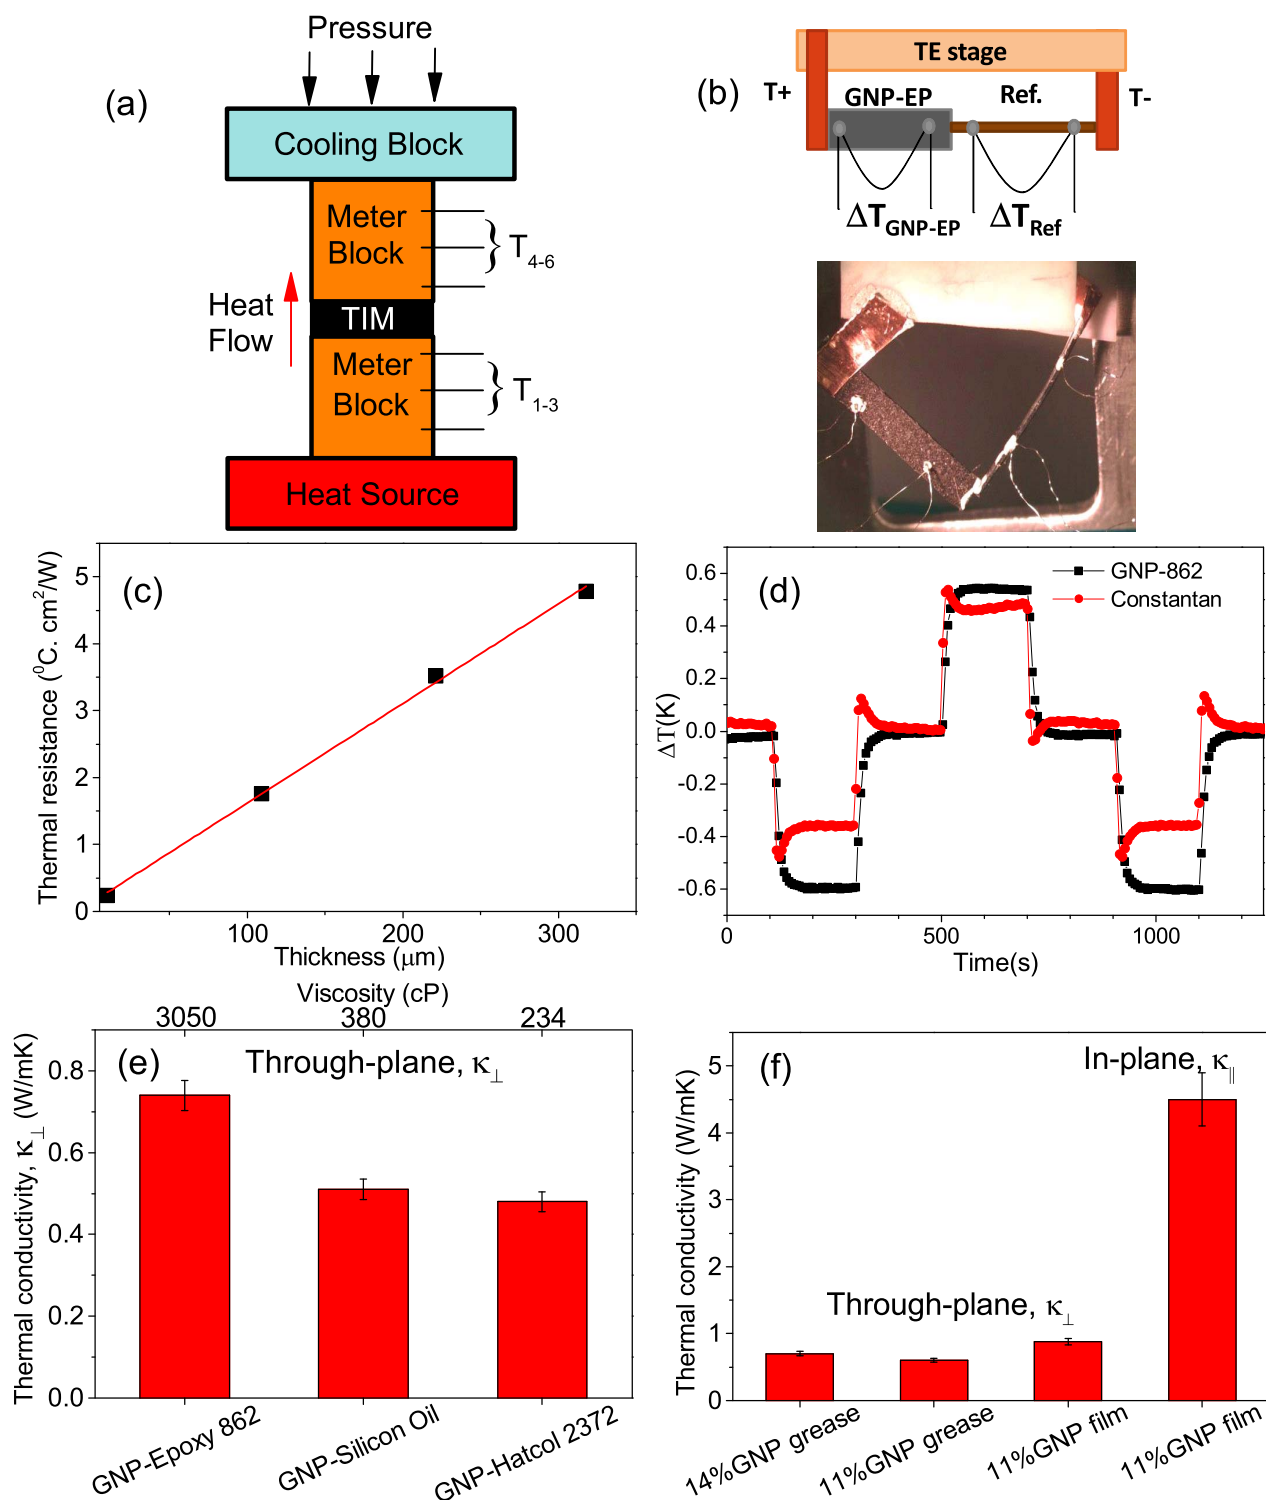 Pressure
(a)
Cooling Block
Meter
Block
T4-6
Heat
Flow
TIM
Meter
Block
T1-3
Heat Source
(b)
TE stage
T+
GNP-EP
Ref.
T-
ΔTGNP-EP
ΔTRef
(c)
Thermal resistance (⁰C. cm²/W)
5
4
3
2
1
0
100
200
300
Thickness (μm)
(d)
GNP-862
Constantan
ΔT(K)
0.6
0.4
0.2
0.0
-0.2
-0.4
-0.6
0
500
1000
Time(s)
Viscosity (cP)
3050
380
234
(e)
Through-plane, κ⊥
Thermal conductivity, κ⊥ (W/mK)
0.8
0.6
0.4
0.2
0.0
GNP-Epoxy 862
GNP-Silicon Oil
GNP-Hatcol 2372
(f)
In-plane, κ∥
Through-plane, κ⊥
Thermal conductivity (W/mK)
5
4
3
2
1
0
14%GNP grease
11%GNP grease
11%GNP film
11%GNP film